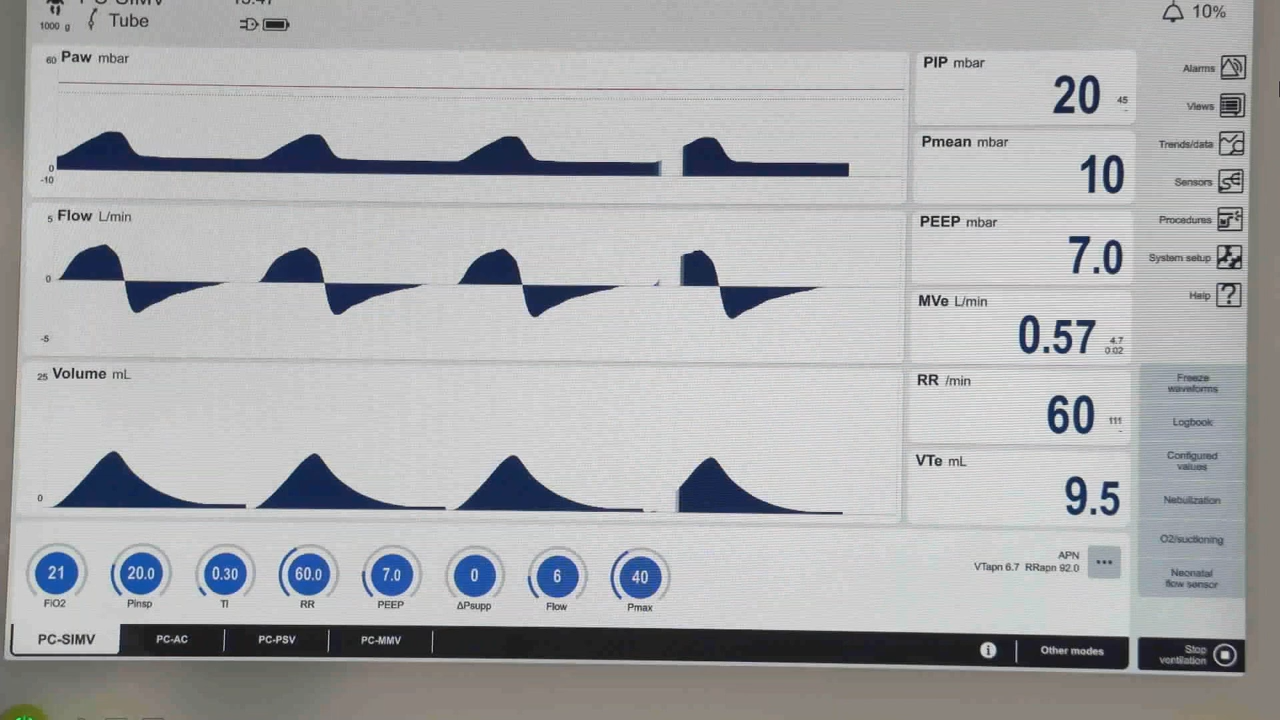 1000 g
Tube
10%
60 Paw mbar
0
-10
PIP mbar
20
45
Alarms
Views
Pmean mbar
10
Trends/data
Sensors
5 Flow L/min
0
-5
PEEP mbar
7.0
Procedures
System setup
Help
MVe L/min
0.57
4.7
0.02
25 Volume mL
0
RR /min
60
111
Freeze
waveforms
Logbook
Configured
values
VTe mL
9.5
Nebulization
O2/suctioning
Neonatal
flow sensor
21
FiO2
20.0
Pinsp
0.30
TI
60.0
RR
7.0
PEEP
0
ΔPsupp
6
Flow
40
Pmax
APN
VTapn 6.7 RRapn 92.0
PC-SIMV
PC-AC
PC-PSV
PC-MMV
Other modes
Stop
ventilation